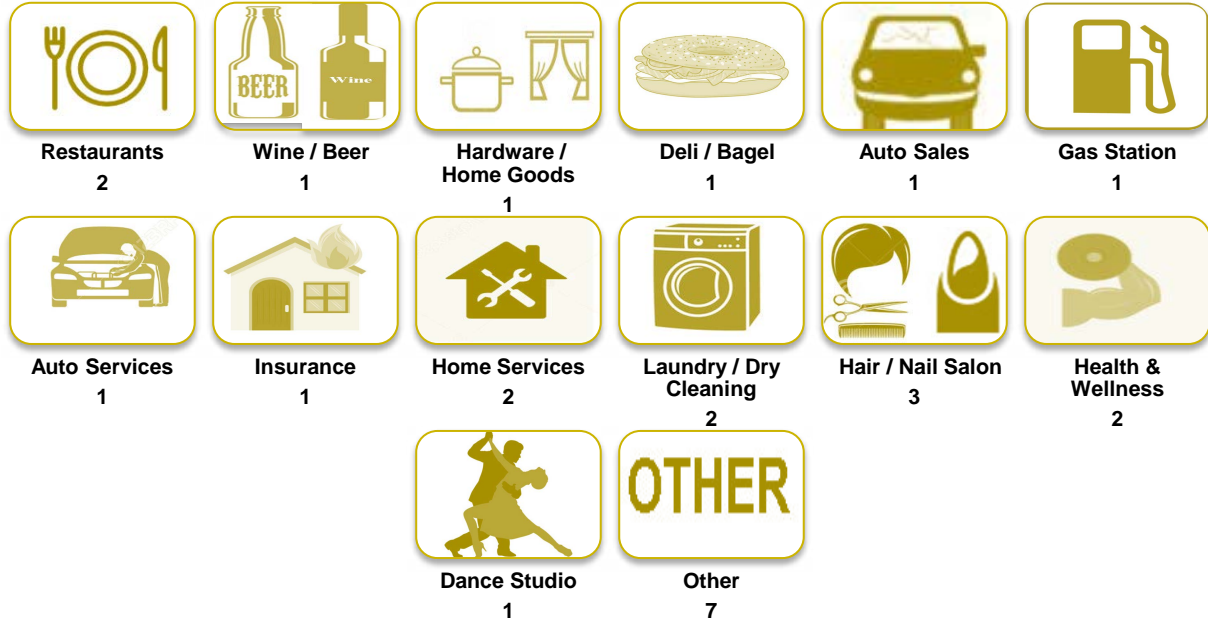 BEER
Wine
Restaurants
2
Wine / Beer
1
Hardware /
Home Goods
1
Deli / Bagel
1
Auto Sales
1
Gas Station
1
Auto Services
1
Insurance
1
Home Services
2
Laundry / Dry
Cleaning
2
Hair / Nail Salon
3
Health &
Wellness
2
OTHER
Dance Studio
1
Other
7